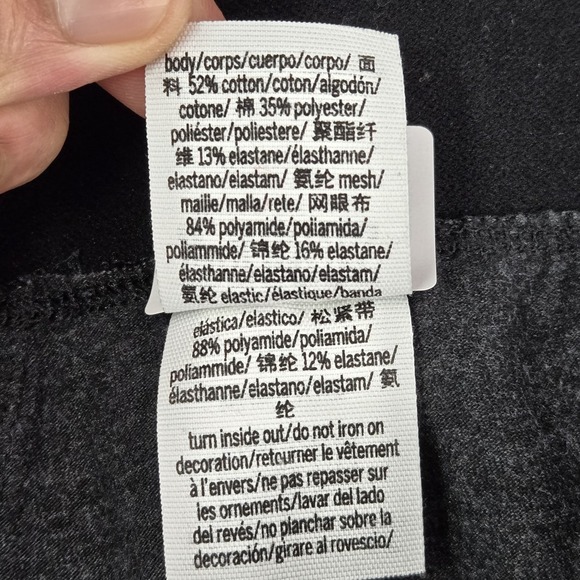 body/corps/cuerpo/corpo/ 面
料 52% cotton/coton/algodón/
cotone/ 棉 35% polyester/
poliéster/poliestere/ 聚酯纤
维 13% elastane/élasthanne/
elastano/elastam/ 氨纶 mesh/
maille/malla/rete/ 网眼布
84% polyamide/poliamida/
poliammide/ 锦纶 16% elastane/
élasthanne/elastano/elastam/
氨纶 elastic/élastique/banda
elástica/elastico/ 松紧带
88% polyamide/poliamida/
poliammide/ 锦纶 12% elastane/
élasthanne/elastano/elastam/ 氨
纶
turn inside out/do not iron on
decoration/retourner le vêtement
à l'envers/ne pas repasser sur
les ornements/lavar del lado
del revés/no planchar sobre la
decoración/girare al rovescio/